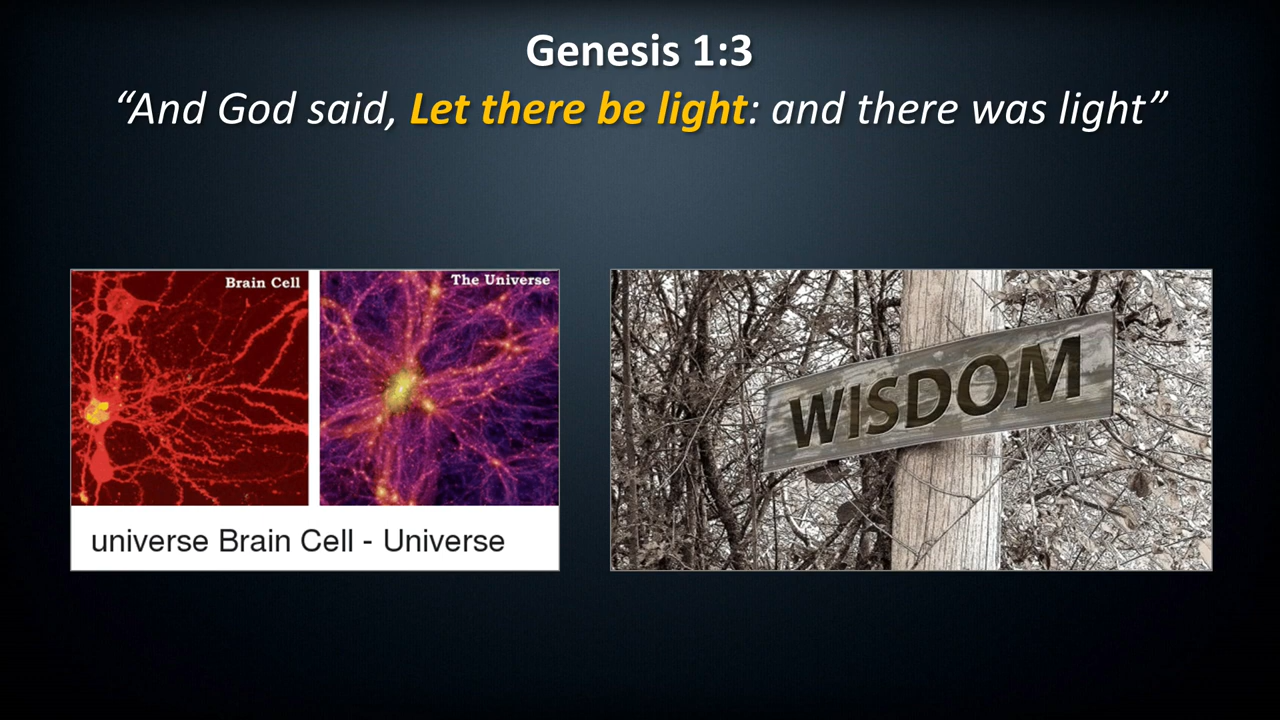 Genesis 1:3
“And God said, Let there be light: and there was light”
Brain Cell
The Universe
universe Brain Cell - Universe
WISDOM